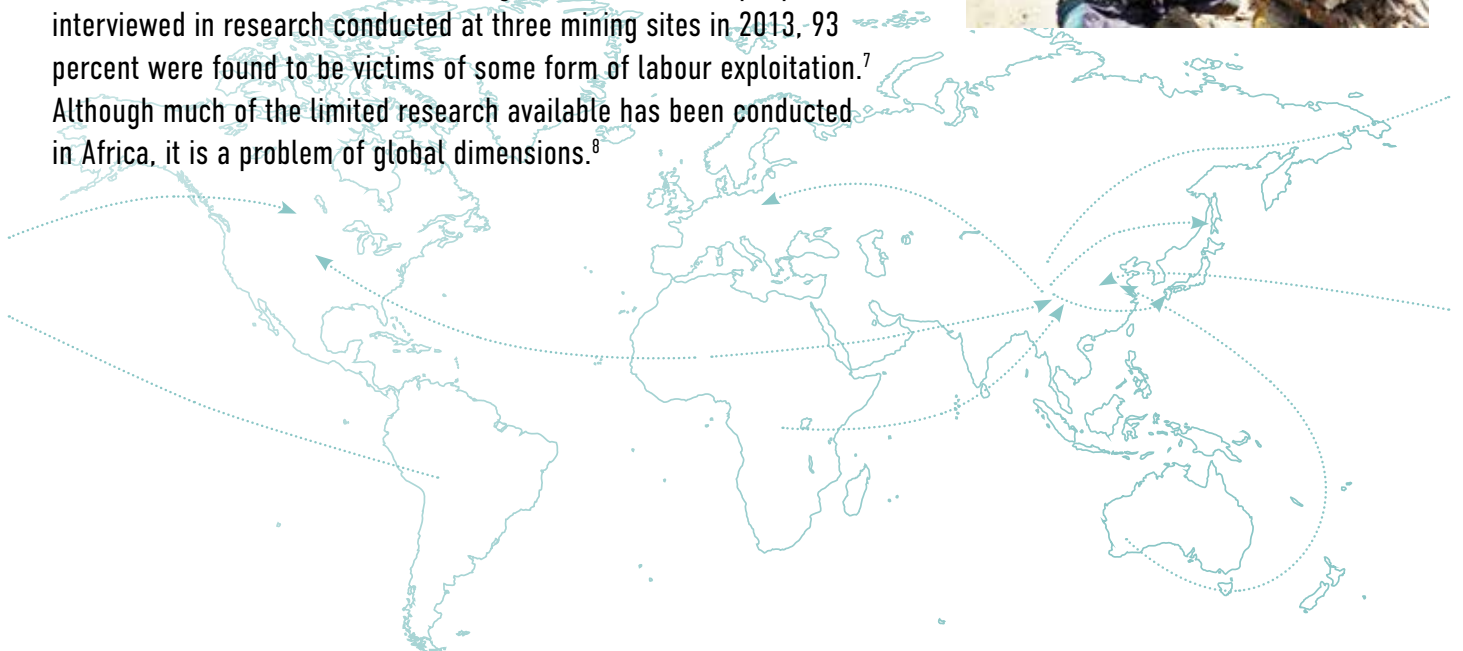 interviewed in research conducted at three mining sites in 2013, 93
percent were found to be victims of some form of labour exploitation.⁷
Although much of the limited research available has been conducted
in Africa, it is a problem of global dimensions.⁸